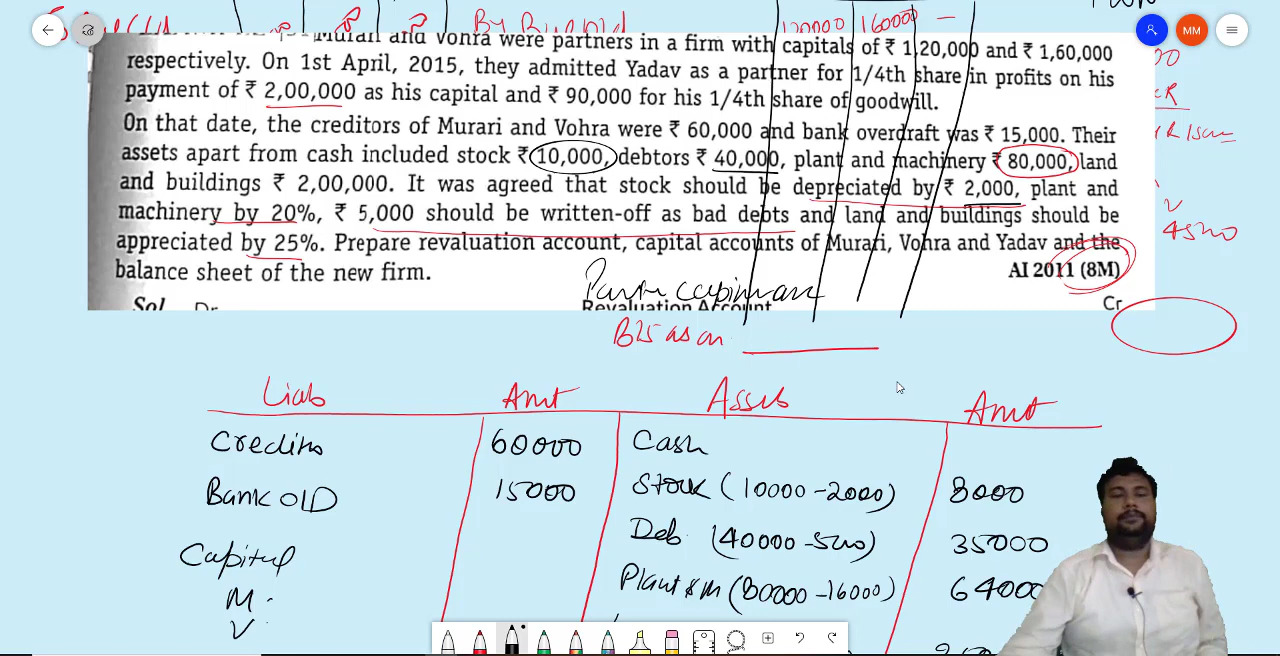 120000 160000 -
Murari and Vohra were partners in a firm with capitals of ₹ 1,20,000 and ₹ 1,60,000
respectively. On 1st April, 2015, they admitted Yadav as a partner for 1/4th share in profits on his
payment of ₹ 2,00,000 as his capital and ₹ 90,000 for his 1/4th share of goodwill.
On that date, the creditors of Murari and Vohra were ₹ 60,000 and bank overdraft was ₹ 15,000. Their
assets apart from cash included stock ₹ 10,000, debtors ₹ 40,000, plant and machinery ₹ 80,000, land
and buildings ₹ 2,00,000. It was agreed that stock should be depreciated by ₹ 2,000, plant and
machinery by 20%, ₹ 5,000 should be written-off as bad debts and land and buildings should be
appreciated by 25%. Prepare revaluation account, capital accounts of Murari, Vohra and Yadav and the
balance sheet of the new firm. AI 2011 (8M)
Sol Dr Revaluation Account Cr
MM
B/S as on
Liab Amt Assets Amt
60000 Cash
Bank O/D 15000 Stock (10000-2000) 8000
Deb. (40000-5000) 35000
Capital
Plant & M (80000-16000) 64000
M.
V.